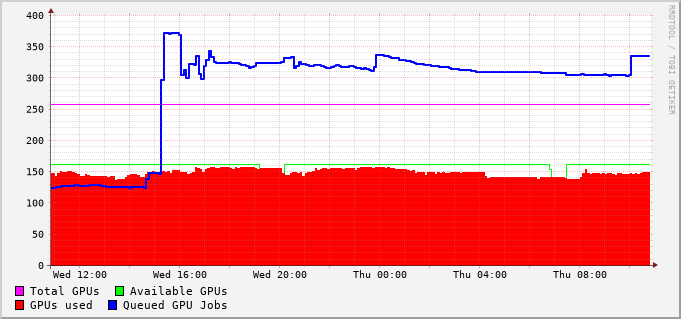 400
350
300
250
200
150
100
50
0
Wed 12:00 Wed 16:00 Wed 20:00 Thu 00:00 Thu 04:00 Thu 08:00
Total GPUs Available GPUs
GPUs used Queued GPU Jobs
RRDTOOL / TOBI OETIKER